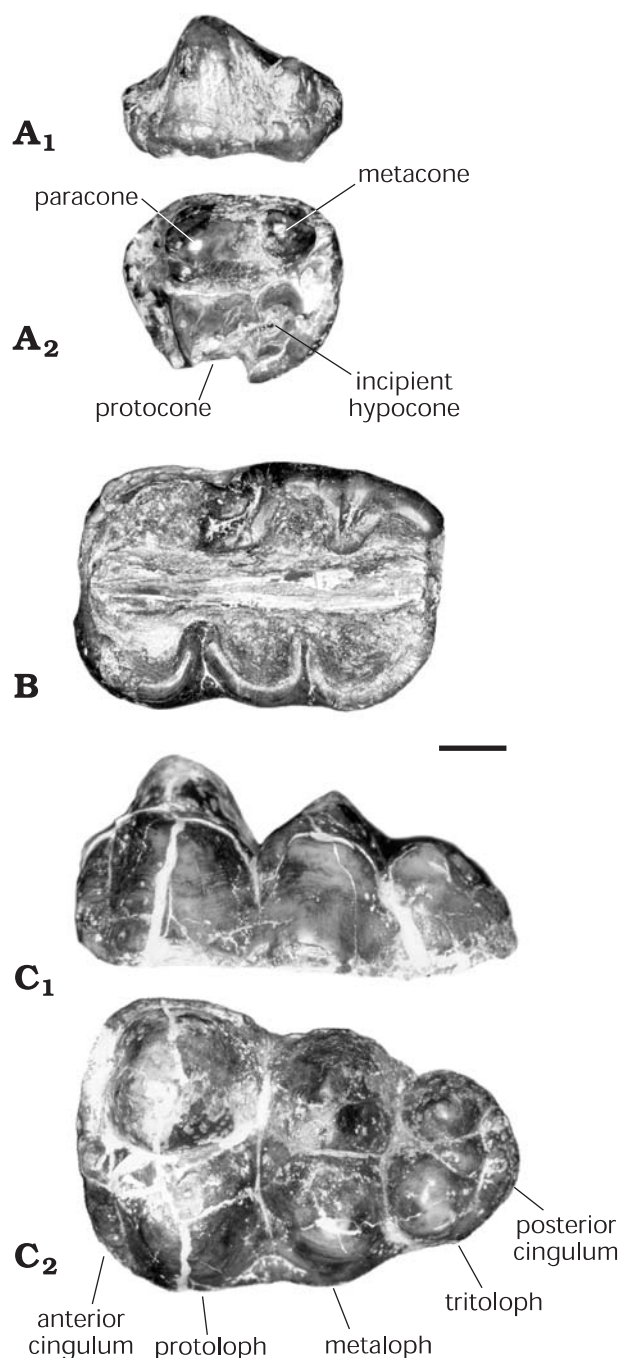 A1
metacone
paracone
A2
incipient
hypocone
protocone
B
C1
C2
posterior
cingulum
tritoloph
anterior
cingulum
protoloph
metaloph